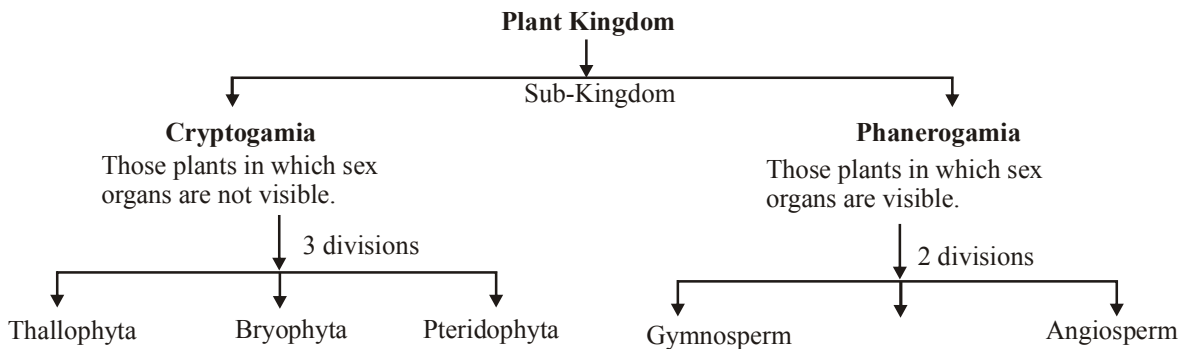 Plant Kingdom
Sub-Kingdom
Cryptogamia
Those plants in which sex
organs are not visible.
3 divisions
Thallophyta
Bryophyta
Pteridophyta
Phanerogamia
Those plants in which sex
organs are visible.
2 divisions
Gymnosperm
Angiosperm